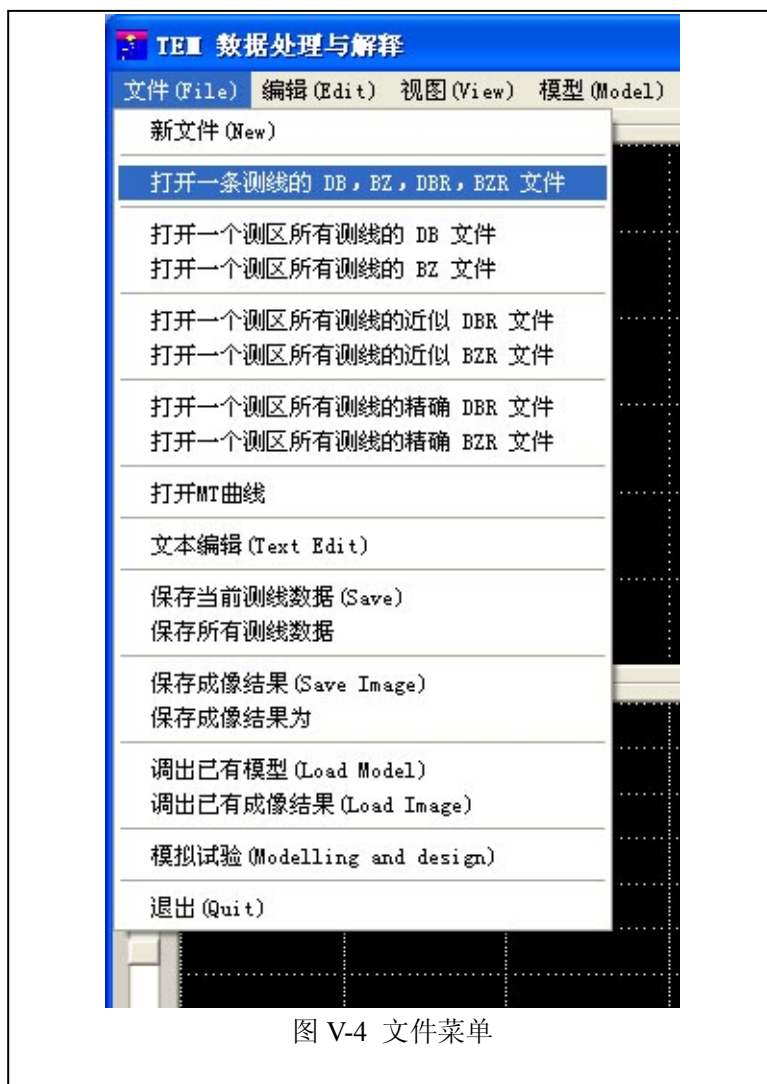 TEM 数据处理与解释
文件(File) 编辑(Edit) 视图(View) 模型(Model)
新文件(New)
打开一条测线的 DB，BZ，DBR，BZR 文件
打开一个测区所有测线的 DB 文件
打开一个测区所有测线的 BZ 文件
打开一个测区所有测线的近似 DBR 文件
打开一个测区所有测线的近似 BZR 文件
打开一个测区所有测线的精确 DBR 文件
打开一个测区所有测线的精确 BZR 文件
打开MT曲线
文本编辑(Text Edit)
保存当前测线数据(Save)
保存所有测线数据
保存成像结果(Save Image)
保存成像结果为
调出已有模型(Load Model)
调出已有成像结果(Load Image)
模拟试验(Modelling and design)
退出(Quit)
图 V-4 文件菜单